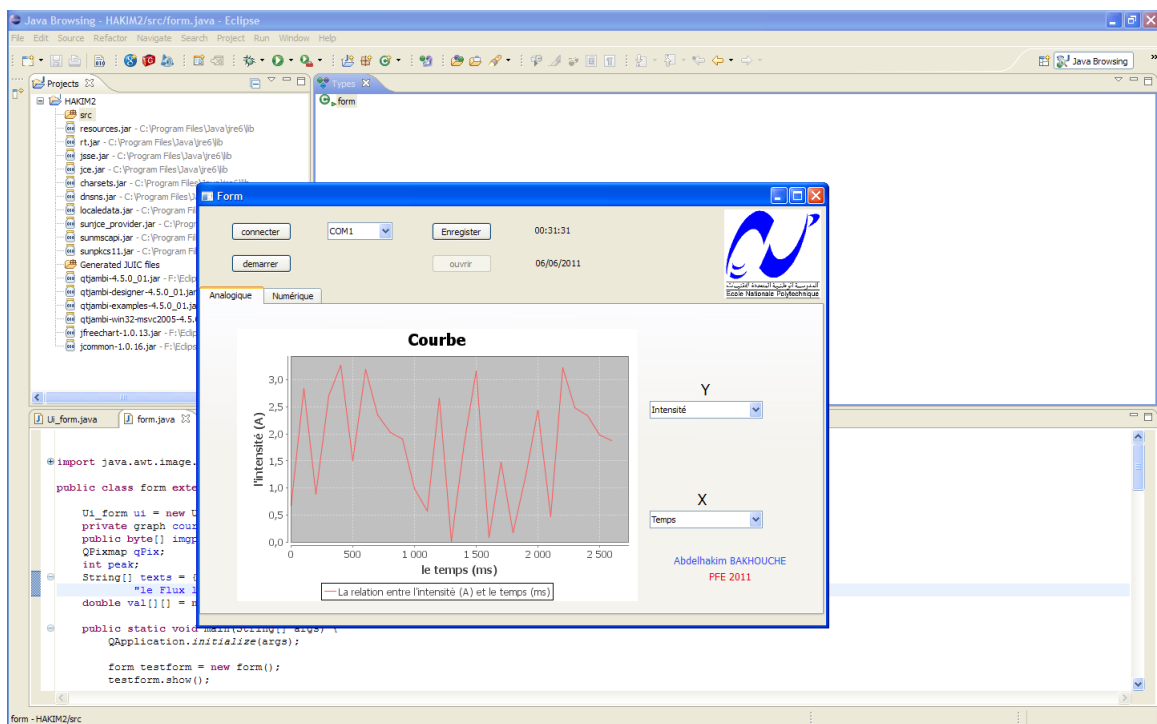 Java Browsing - HAKIM2/src/form.java - Eclipse
File Edit Source Refactor Navigate Search Project Run Window Help
Java Browsing
Projects
Types
HAKIM2
src
resources.jar - C:\Program Files\Java\jre6\lib
rt.jar - C:\Program Files\Java\jre6\lib
jsse.jar - C:\Program Files\Java\jre6\lib
jce.jar - C:\Program Files\Java\jre6\lib
charsets.jar - C:\Program Files\Java\jre6\lib
dnsns.jar - C:\Program Files\J
localedata.jar - C:\Program Fil
sunjce_provider.jar - C:\Progr
sunmscapi.jar - C:\Program Fi
sunpkcs11.jar - C:\Program Fi
Generated JUIC files
qtjambi-4.5.0_01.jar - F:\Eclip
qtjambi-designer-4.5.0_01.jar
qtjambi-examples-4.5.0_01.ja
qtjambi-win32-msvc2005-4.5.
jfreechart-1.0.13.jar - F:\Eclip
jcommon-1.0.16.jar - F:\Eclips
form
Form
connecter
COM1
Enregister
00:31:31
demarrer
ouvrir
06/06/2011
Ecole Nationale Polytechnique
Analogique
Numérique
Courbe
l'intensité (A)
3,0
2,5
2,0
1,5
1,0
0,5
0,0
0 500 1 000 1 500 2 000 2 500
le temps (ms)
La relation entre l'intensité (A) et le temps (ms)
Y
Intensité
X
Temps
Abdelhakim BAKHOUCHE
PFE 2011
Ui_form.java
form.java
import java.awt.image.
public class form exte
Ui_form ui = new U
private graph cour
public byte[] imgp
QPixmap qPix;
int peak;
String[] texts = {
"le Flux l
double val[][] = n
public static void main(String[] args) {
QApplication.initialize(args);
form testform = new form();
testform.show();
form - HAKIM2/src